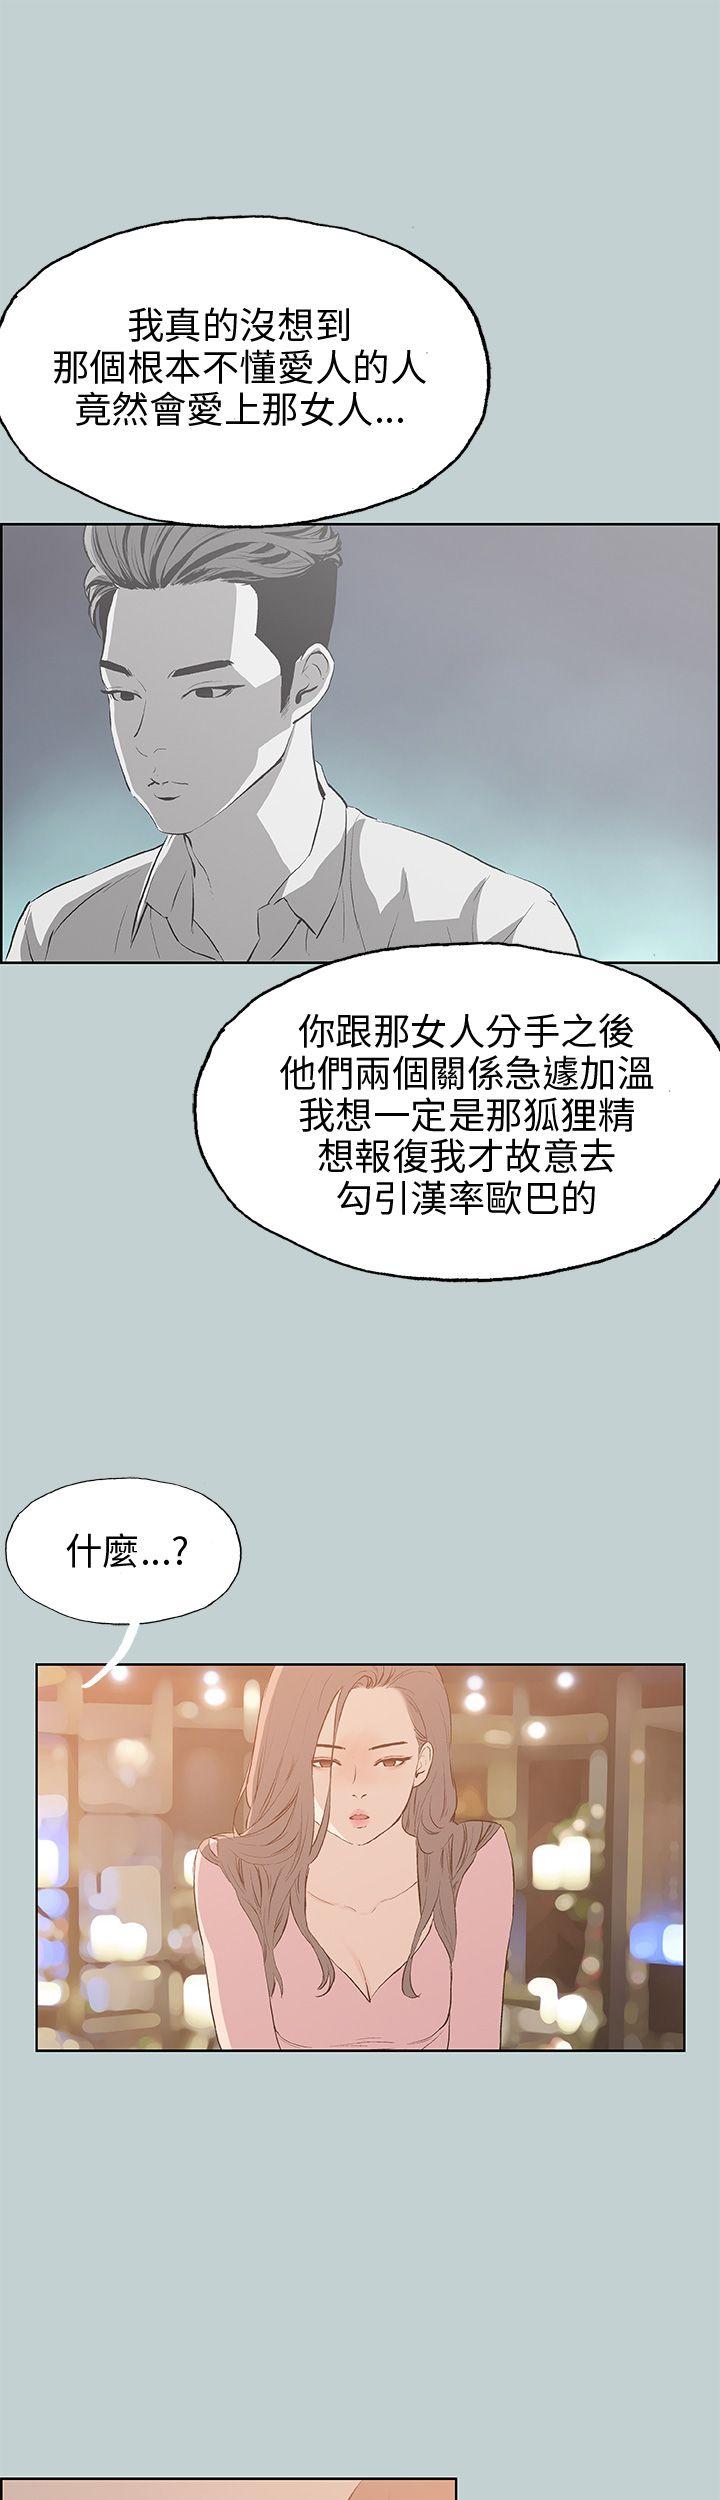 我真的沒想到
那個根本不懂愛人的人
竟然會愛上那女人...
你跟那女人分手之後
他們兩個關係急遽加溫
我想一定是那狐狸精
想報復我才故意去
勾引漢率歐巴的
什麼...?